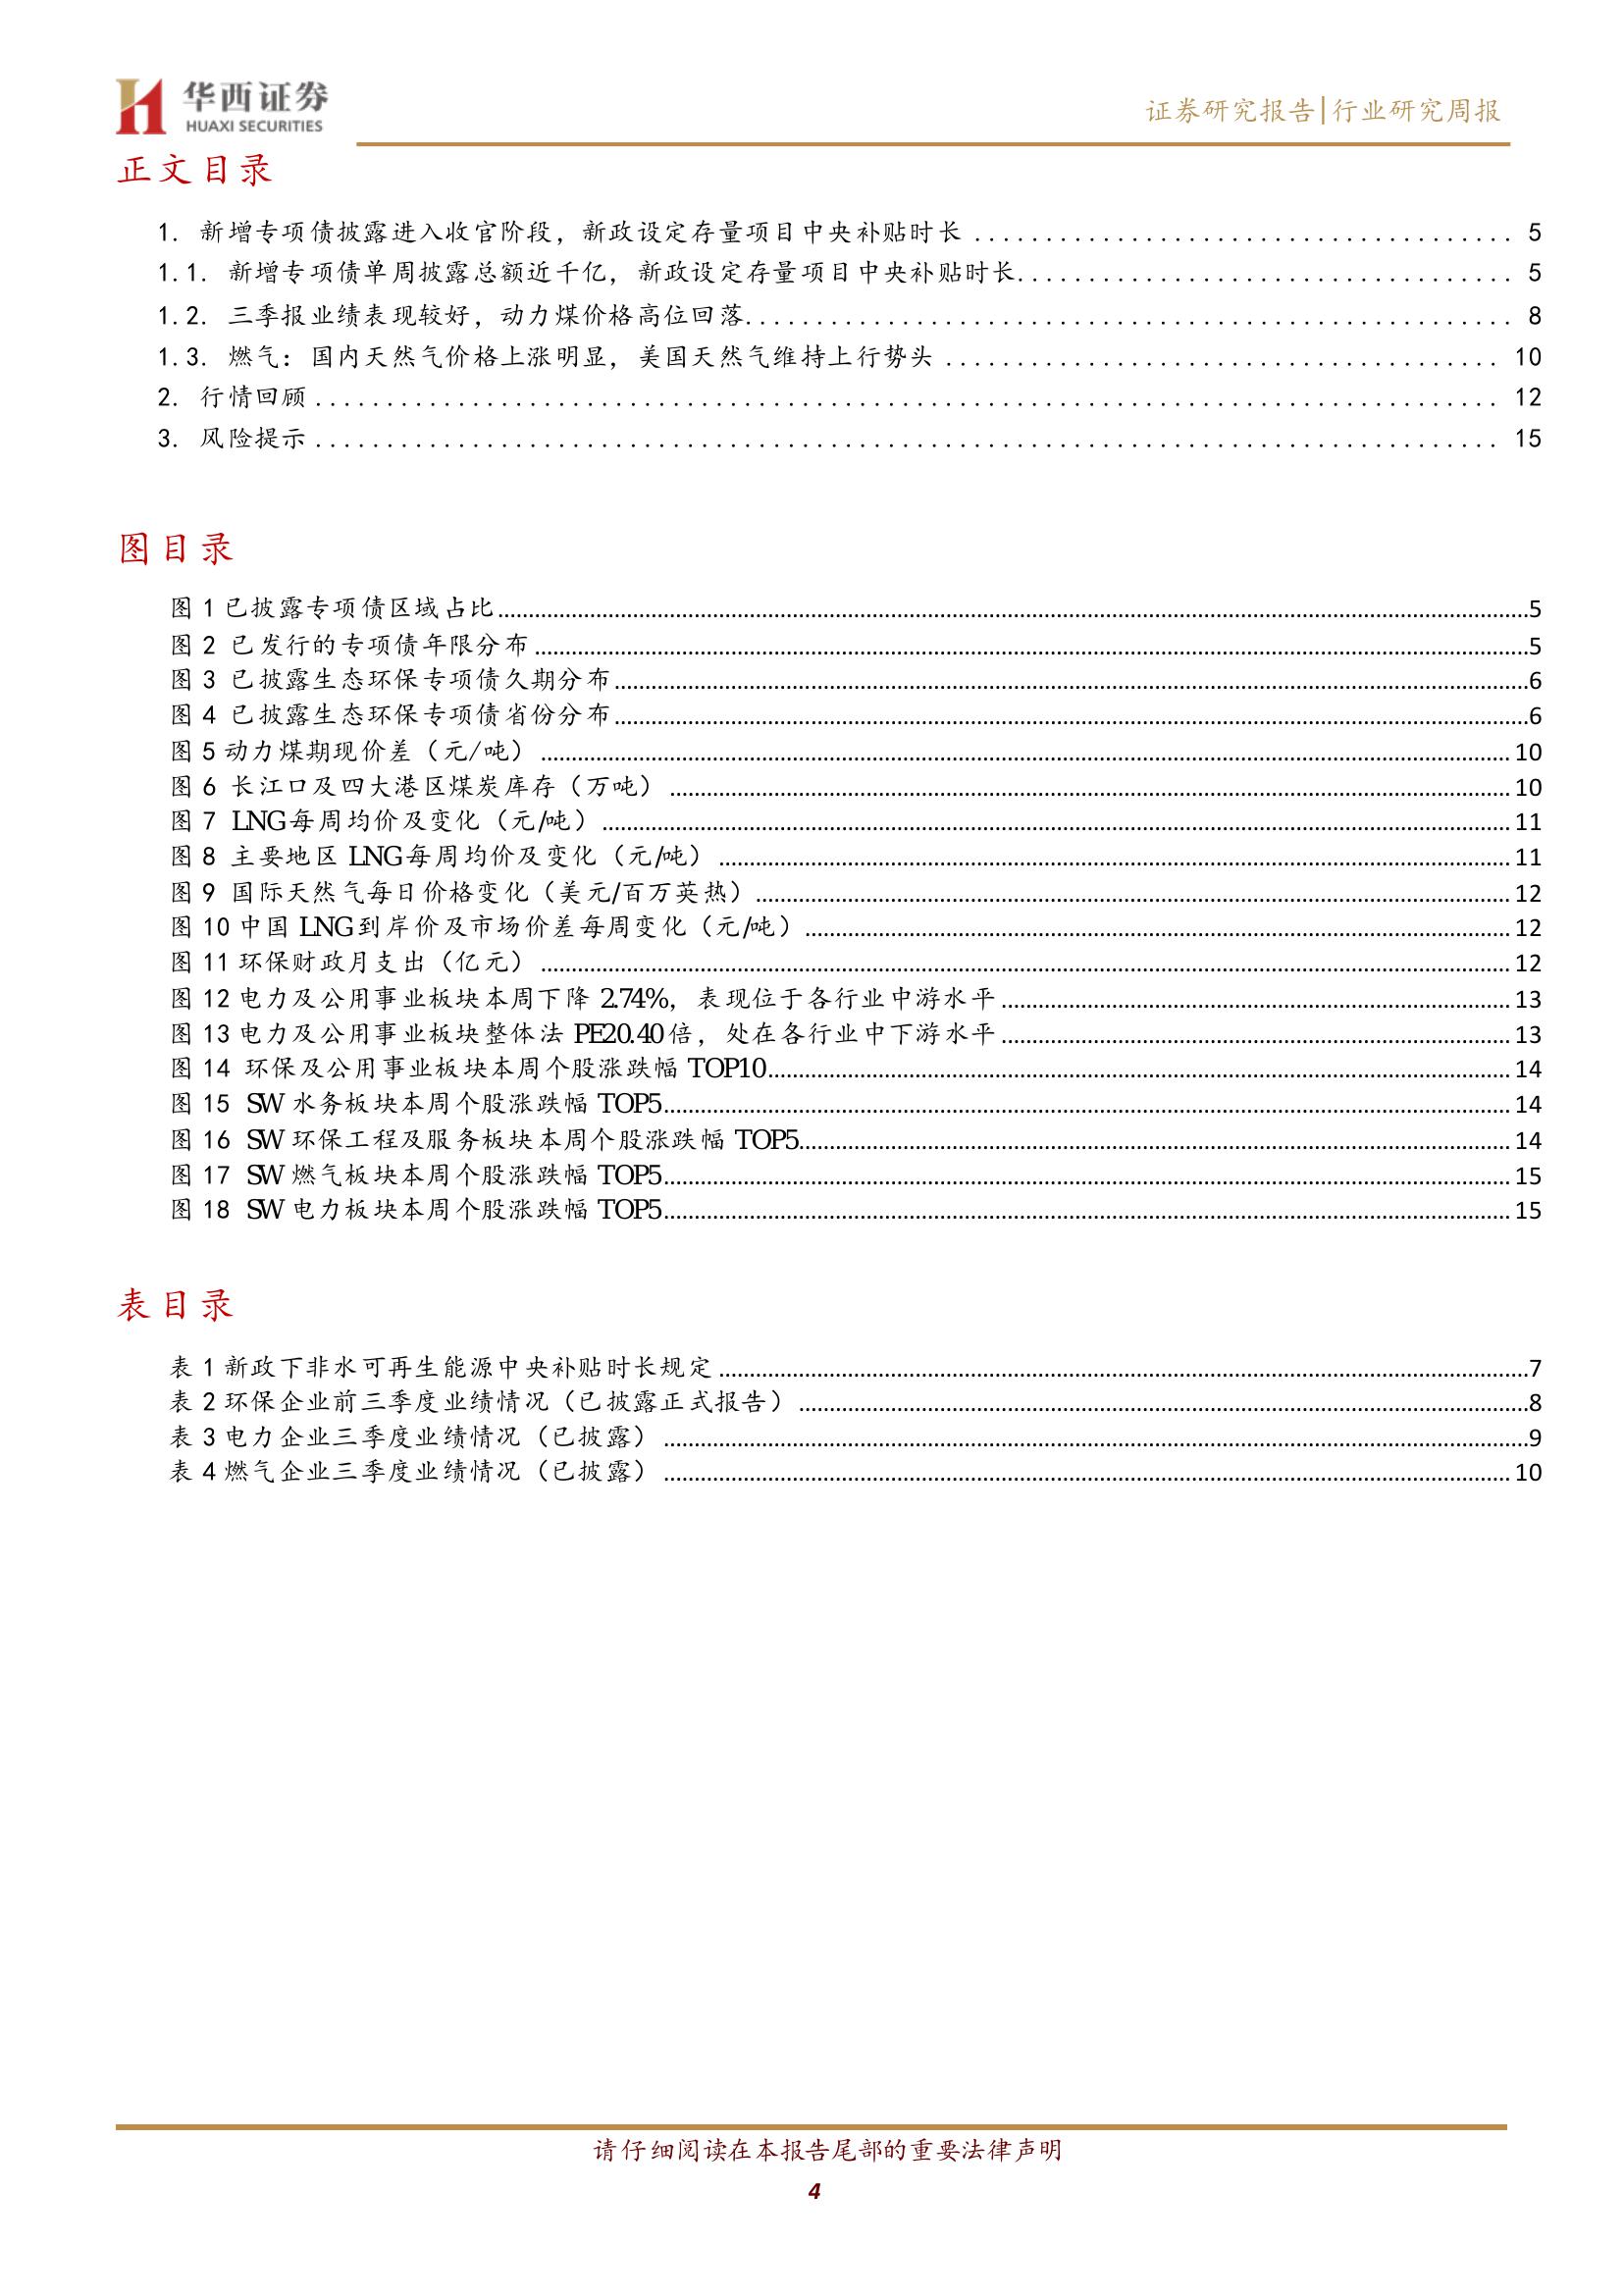 华西证券
HUAXI SECURITIES
证券研究报告|行业研究周报
正文目录
1. 新增专项债披露进入收官阶段，新政设定存量项目中央补贴时长 ...................................... 5
1.1. 新增专项债单周披露总额近千亿，新政设定存量项目中央补贴时长................................... 5
1.2. 三季报业绩表现较好，动力煤价格高位回落...................................................... 8
1.3. 燃气：国内天然气价格上涨明显，美国天然气维持上行势头 ....................................... 10
2. 行情回顾 ................................................................................... 12
3. 风险提示 ................................................................................... 15
图目录
图 1 已披露专项债区域占比........................................5
图 2 已发行的专项债年限分布........................................5
图 3 已披露生态环保专项债久期分布........................................6
图 4 已披露生态环保专项债省份分布........................................6
图 5 动力煤期现价差（元/吨）........................................10
图 6 长江口及四大港区煤炭库存（万吨）........................................10
图 7 LNG每周均价及变化（元/吨）........................................11
图 8 主要地区 LNG每周均价及变化（元/吨）........................................11
图 9 国际天然气每日价格变化（美元/百万英热）........................................12
图 10 中国 LNG到岸价及市场价差每周变化（元/吨）........................................12
图 11 环保财政月支出（亿元）........................................12
图 12 电力及公用事业板块本周下降 2.74%，表现位于各行业中游水平........................................13
图 13 电力及公用事业板块整体法 PE20.40倍，处在各行业中下游水平........................................13
图 14 环保及公用事业板块本周个股涨跌幅 TOP10........................................14
图 15 SW 水务板块本周个股涨跌幅 TOP5........................................14
图 16 SW 环保工程及服务板块本周个股涨跌幅 TOP5........................................14
图 17 SW 燃气板块本周个股涨跌幅 TOP5........................................15
图 18 SW 电力板块本周个股涨跌幅 TOP5........................................15
表目录
表 1 新政下非水可再生能源中央补贴时长规定........................................7
表 2 环保企业前三季度业绩情况（已披露正式报告）........................................8
表 3 电力企业三季度业绩情况（已披露）........................................9
表 4 燃气企业三季度业绩情况（已披露）........................................10
请仔细阅读在本报告尾部的重要法律声明
4